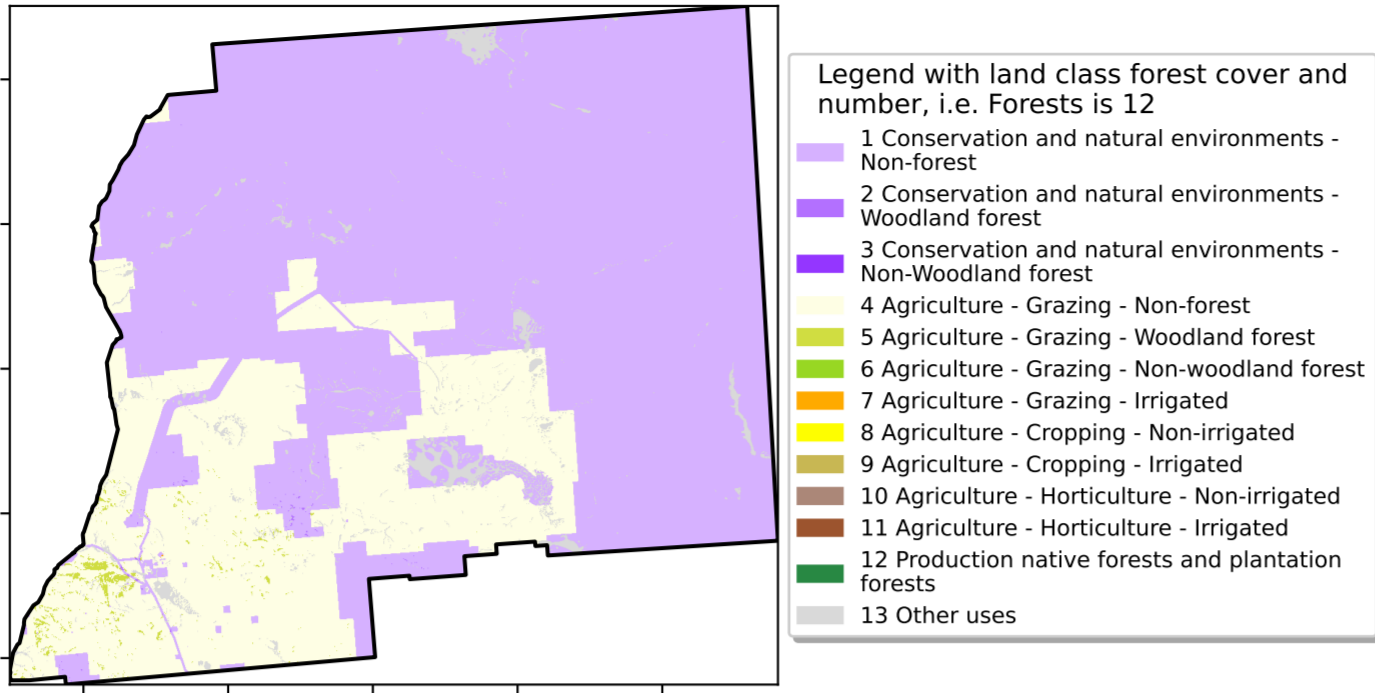 Legend with land class forest cover and
number, i.e. Forests is 12
1 Conservation and natural environments -
Non-forest
2 Conservation and natural environments -
Woodland forest
3 Conservation and natural environments -
Non-Woodland forest
4 Agriculture - Grazing - Non-forest
5 Agriculture - Grazing - Woodland forest
6 Agriculture - Grazing - Non-woodland forest
7 Agriculture - Grazing - Irrigated
8 Agriculture - Cropping - Non-irrigated
9 Agriculture - Cropping - Irrigated
10 Agriculture - Horticulture - Non-irrigated
11 Agriculture - Horticulture - Irrigated
12 Production native forests and plantation
forests
13 Other uses